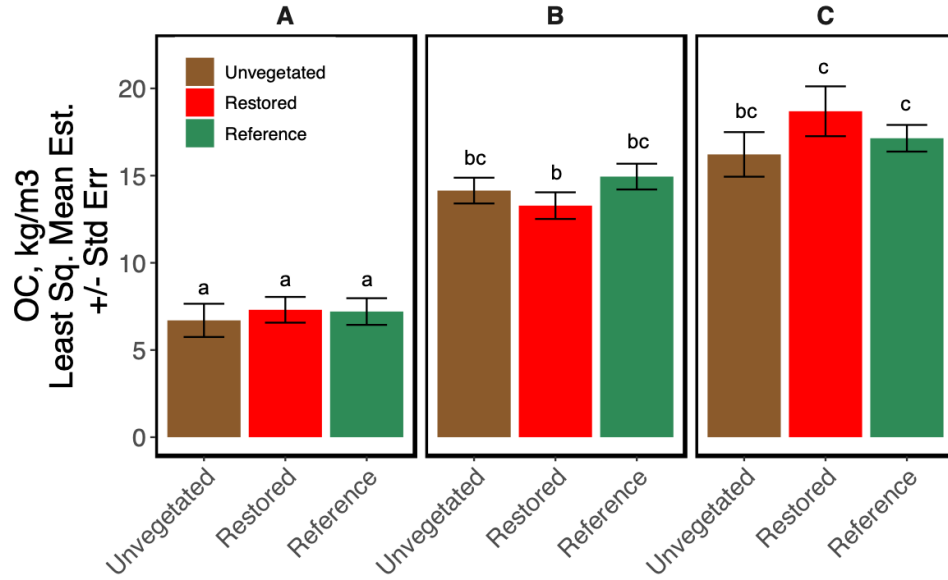 A
B
C
OC, kg/m3
Least Sq. Mean Est.
+/- Std Err
20
15
10
5
0
Unvegetated
Restored
Reference
a
a
a
bc
b
bc
bc
c
c
Unvegetated
Restored
Reference
Unvegetated
Restored
Reference
Unvegetated
Restored
Reference